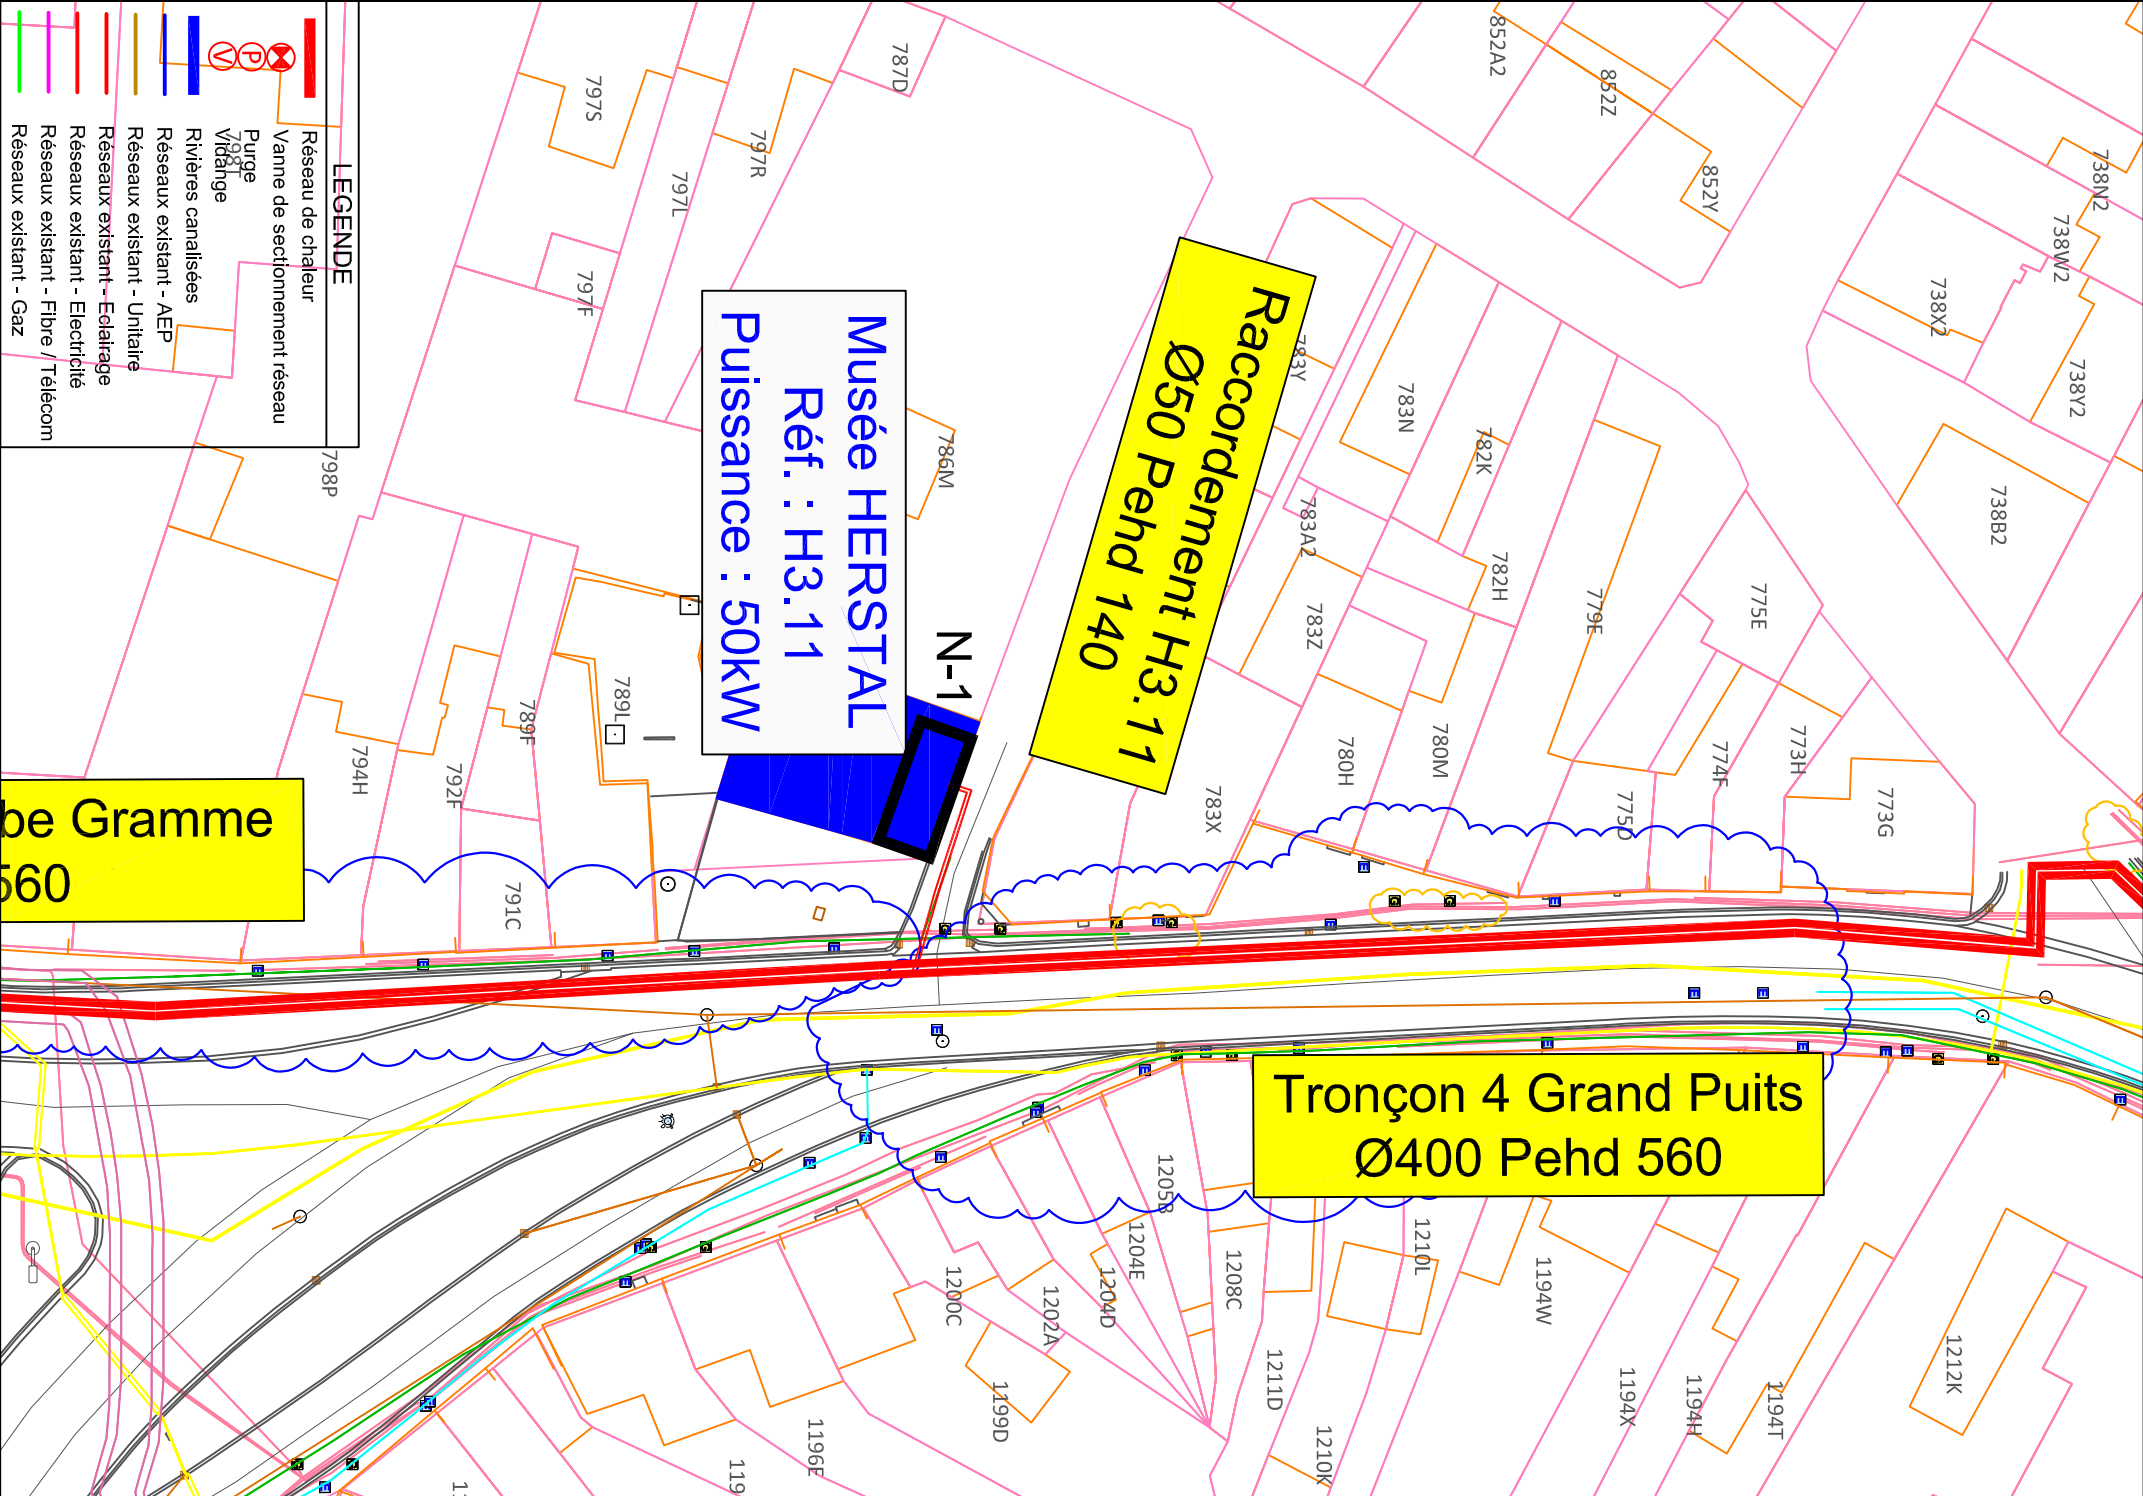 LEGENDE
Réseau de chaleur
Vanne de sectionnement réseau
P
Purge
V
Vidange
Rivières canalisées
Réseaux existant - AEP
Réseaux existant - Unitaire
Réseaux existant - Eclairage
Réseaux existant - Electricité
Réseaux existant - Fibre / Télécom
Réseaux existant - Gaz
798T
798P
797S
797R
797L
797F
787D
786M
852A2
852Z
852Y
738N2
738W2
738X2
738Y2
738B2
Musée HERSTAL
Réf. : H3.11
Puissance : 50kW
N-1
Raccordement H3.11
Ø50 Pehd 140
783Y
783N
782K
783A2
782H
783Z
779E
775E
780H
780M
774F
773H
775D
773G
783X
789L
789F
794H
792F
791C
be Gramme
560
Tronçon 4 Grand Puits
Ø400 Pehd 560
1205B
1204E
1204D
1208C
1210L
1200C
1202A
1194W
1199D
1211D
1210K
1194X
1194H
1194T
1212K
1196E
119